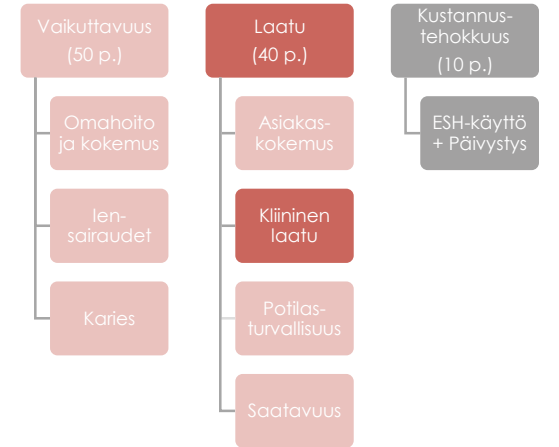 Vaikuttavuus
(50 p.)
Omahoito
ja kokemus
Ien-
sairaudet
Karies
Laatu
(40 p.)
Asiakas-
kokemus
Kliininen
laatu
Potilas-
turvallisuus
Saatavuus
Kustannus-
tehokkuus
(10 p.)
ESH-käyttö
+ Päivystys